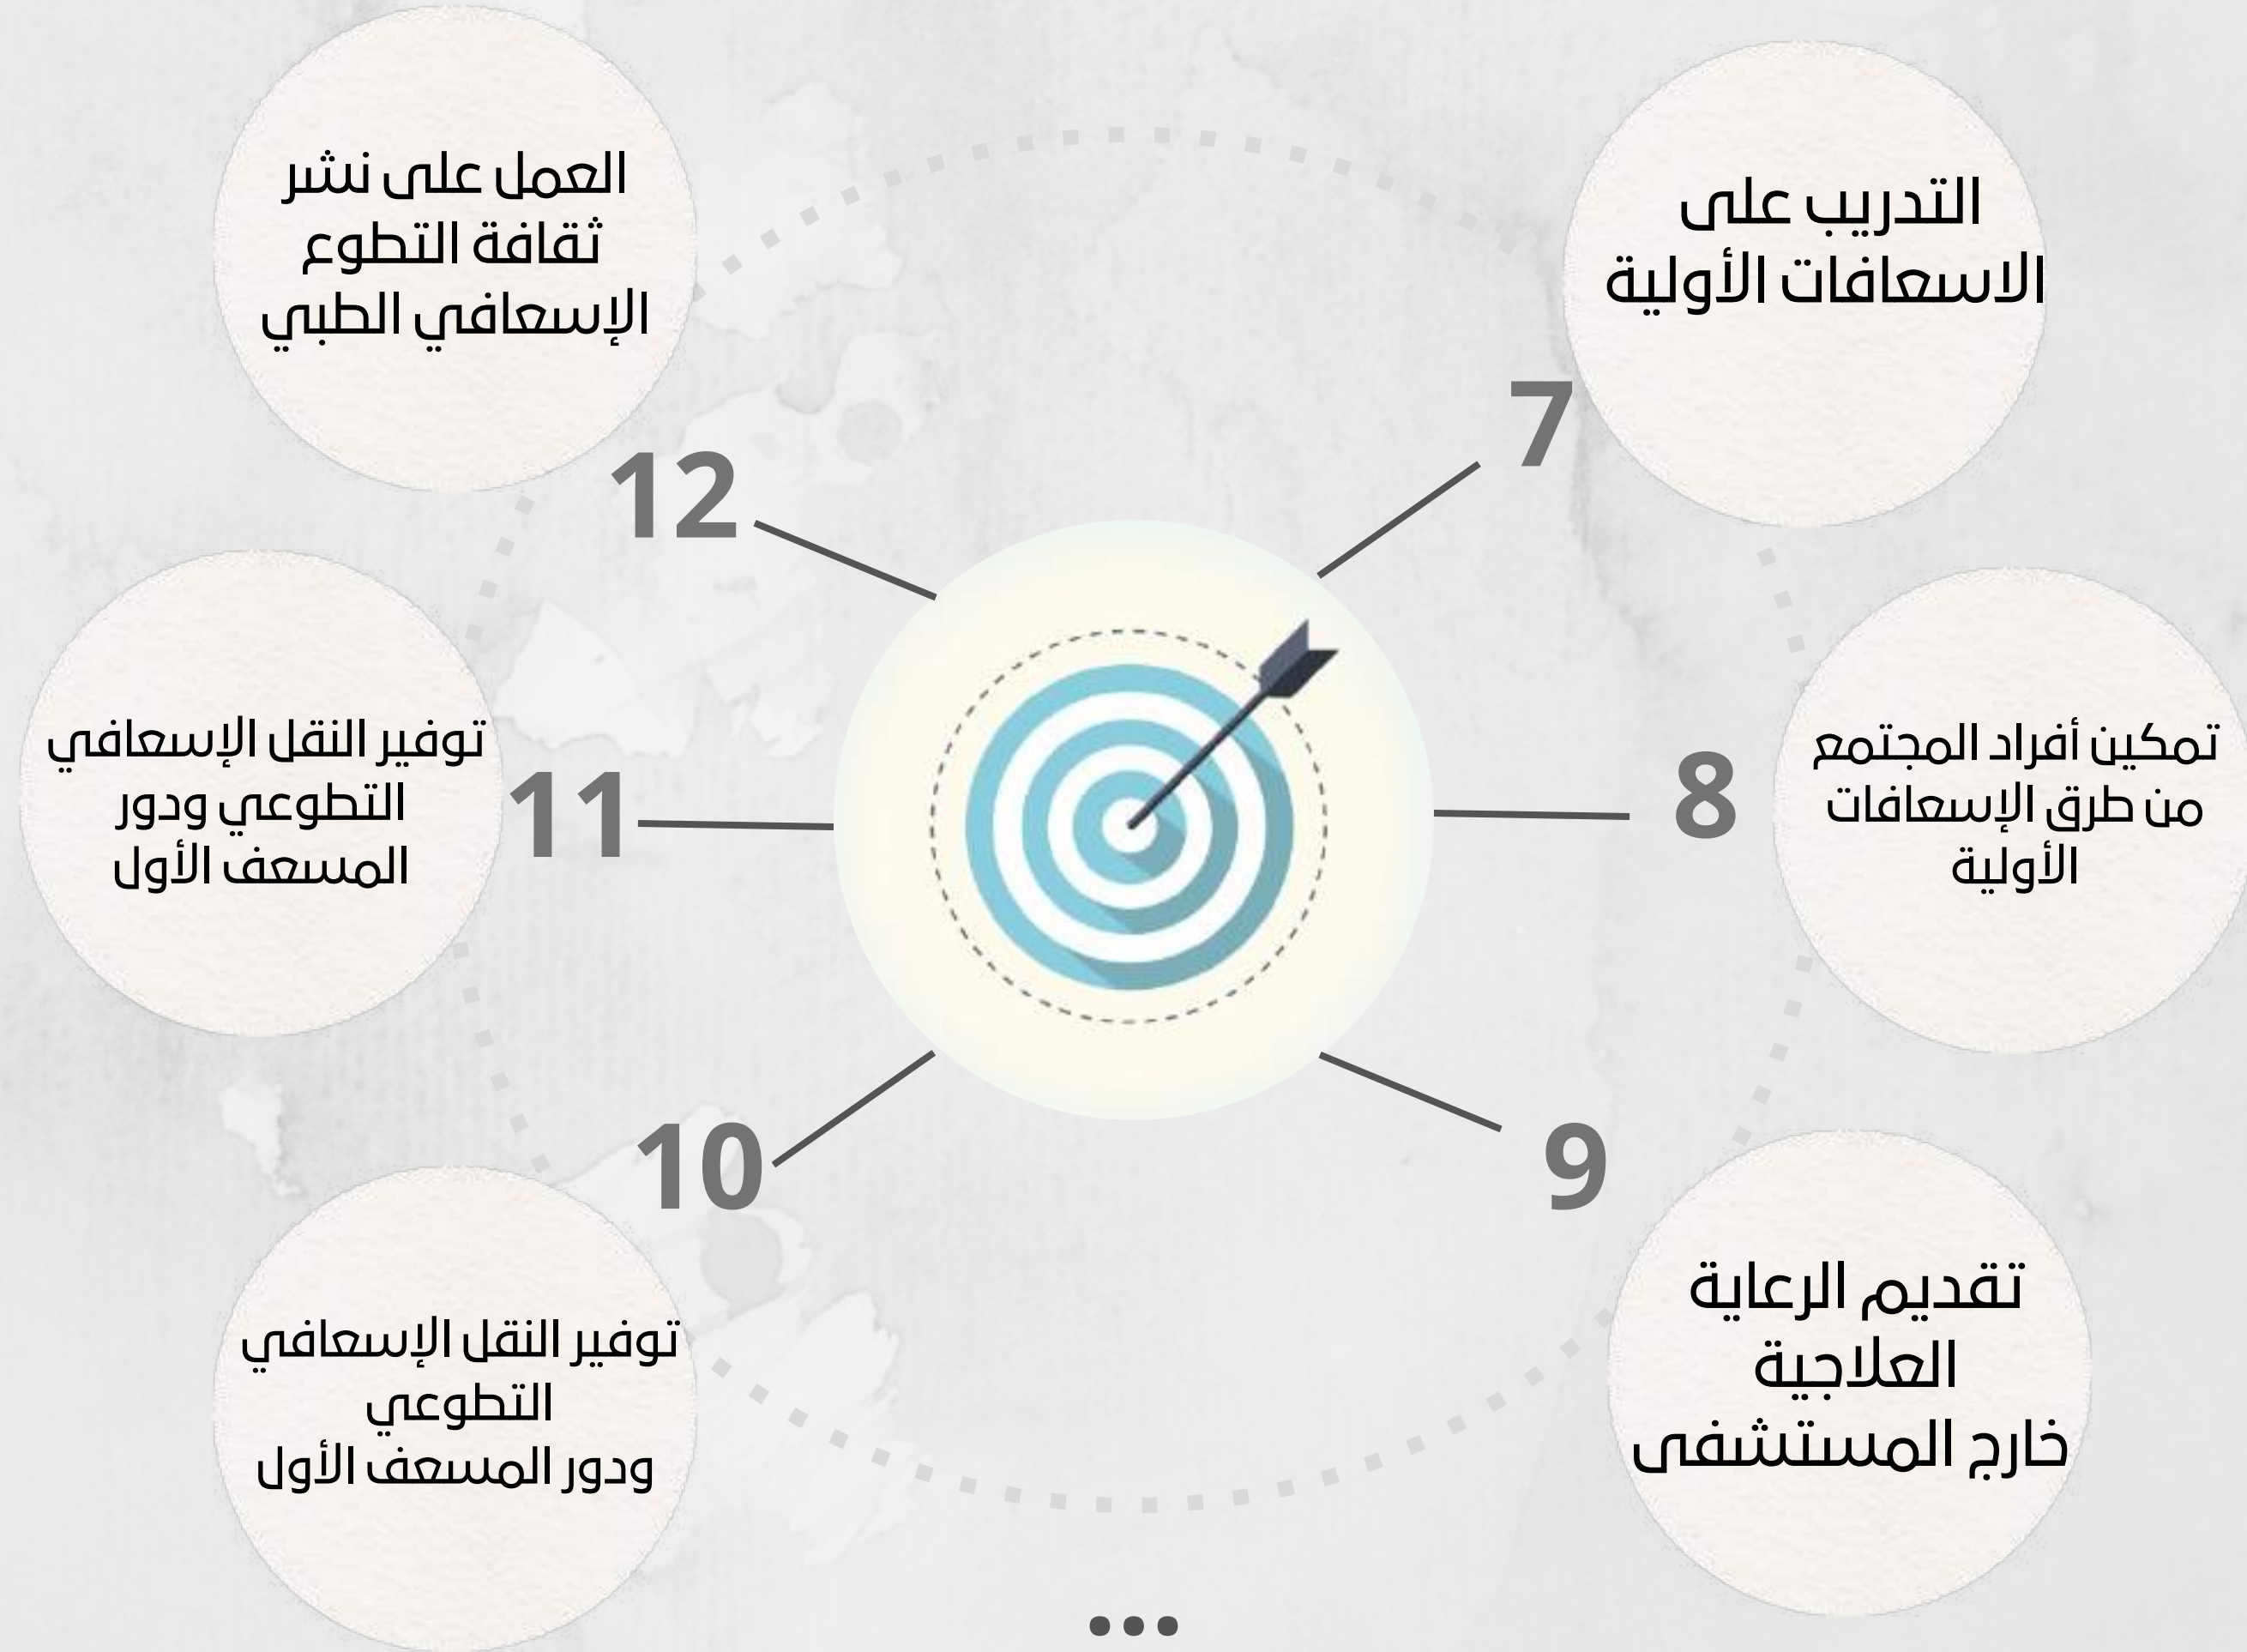 7
التدريب على
الاسعافات الأولية
8
تمكين أفراد المجتمع
من طرق الإسعافات
الأولية
9
تقديم الرعاية
العلاجية
خارج المستشفى
10
توفير النقل الإسعافي
التطوعي
ودور المسعف الأول
11
توفير النقل الإسعافي
التطوعي ودور
المسعف الأول
12
العمل على نشر
ثقافة التطوع
الإسعافي الطبي
...